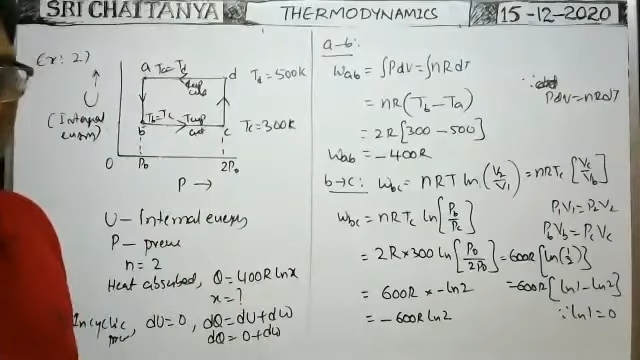 SRI CHAITANYA THERMODYNAMICS 15-12-2020
Ex: 2)
a Ta=Td d Td = 500K
U
(Internal energy)
Tb=Tc
b c Tc=300K
O P₀ 2P₀
P →
U – Internal energy
P –
n = 2
Heat absorbed, Q = 400R ln x
x = ?
In cyclic, dU=0, dQ = dU + dW
dQ = 0 + dW
a-b:
Wab = ∫Pdv = ∫nRdT
∵ Pdv = nRdT
= nR(Tb - Ta)
= 2R[300 - 500]
Wab = -400R
b→c: Wbc = nRT ln (V₂/V₁) = nRTc [Vc/Vb]
P₁V₁ = P₂V₂
Wbc = nRTc ln[Pb/Pc]
PbVb = PcVc
= 2R×300 ln[P₀/2P₀] = 600R[ln(1/2)]
= 600R × -ln2 = 600R[ln1 - ln2]
= -600R ln2 ∵ ln1 = 0